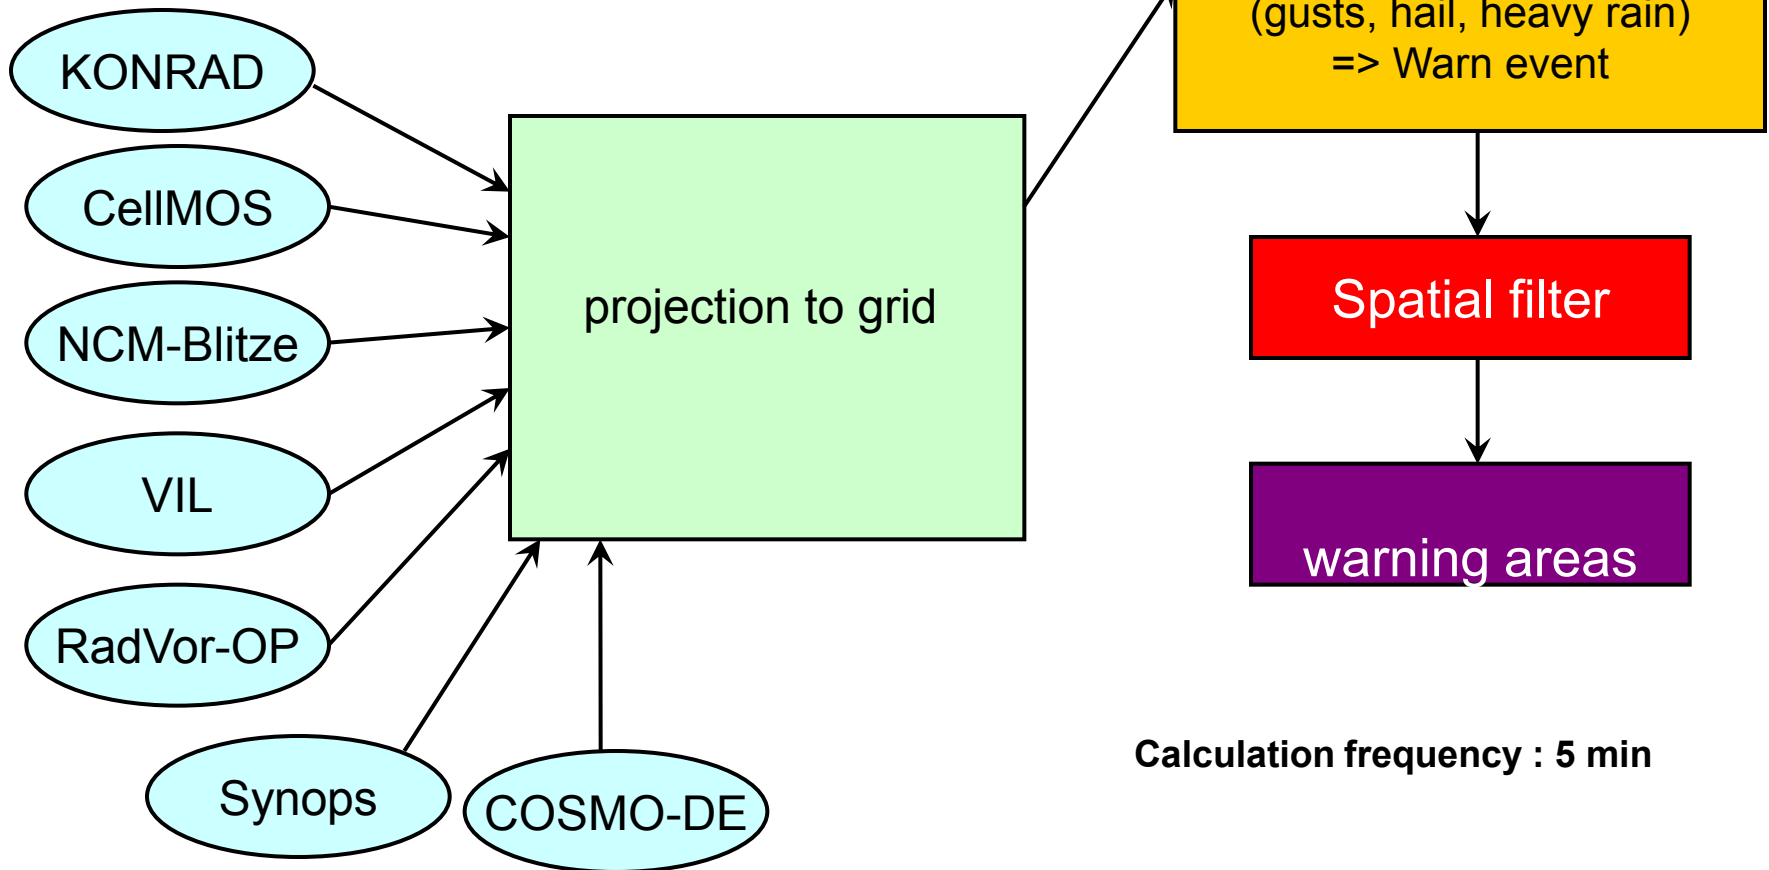 (gusts, hail, heavy rain)
=> Warn event
KONRAD
CellMOS
NCM-Blitze
VIL
RadVor-OP
Synops
COSMO-DE
projection to grid
Spatial filter
warning areas
Calculation frequency : 5 min